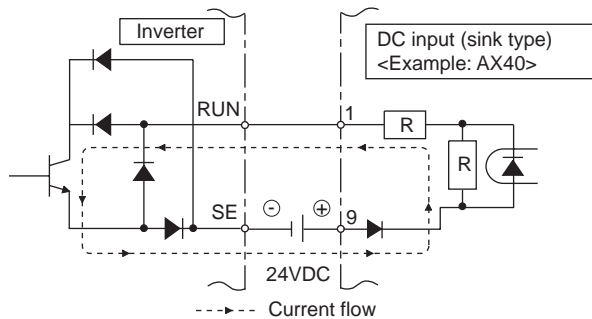 Inverter
DC input (sink type)
<Example: AX40>
RUN
1
R
R
SE
⊖
⊕
9
24VDC
Current flow